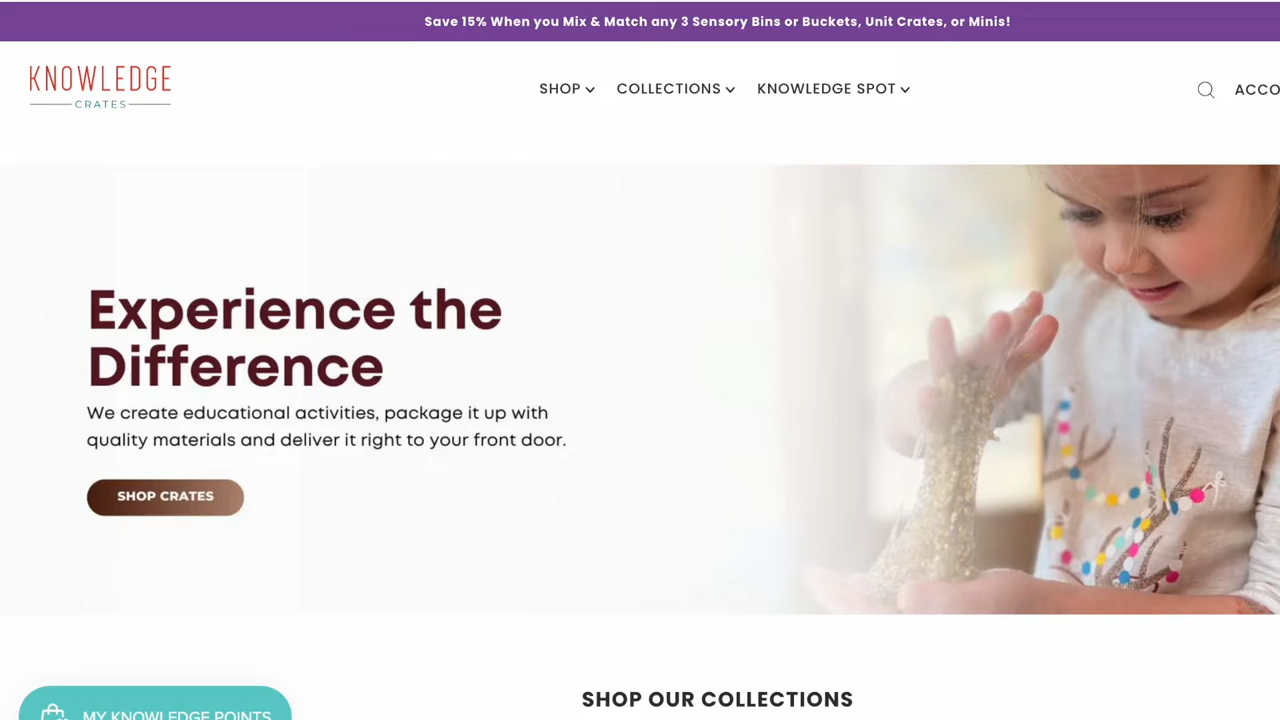 Save 15% When you Mix & Match any 3 Sensory Bins or Buckets, Unit Crates, or Minis!
KNOWLEDGE
CRATES
SHOP
COLLECTIONS
KNOWLEDGE SPOT
ACCO
Experience the
Difference
We create educational activities, package it up with
quality materials and deliver it right to your front door.
SHOP CRATES
SHOP OUR COLLECTIONS
MY KNOWLEDGE POINTS